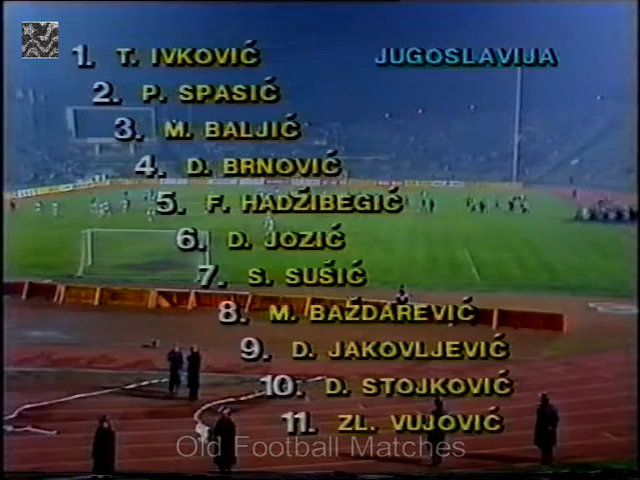 JUGOSLAVIJA
1. T. IVKOVIĆ
2. P. SPASIĆ
3. M. BALJIĆ
4. D. BRNOVIĆ
5. F. HADŽIBEGIĆ
6. D. JOZIĆ
7. S. SUŠIĆ
8. M. BAŽDAREVIĆ
9. D. JAKOVLJEVIĆ
10. D. STOJKOVIĆ
11. ZL. VUJOVIĆ
Old Football Matches